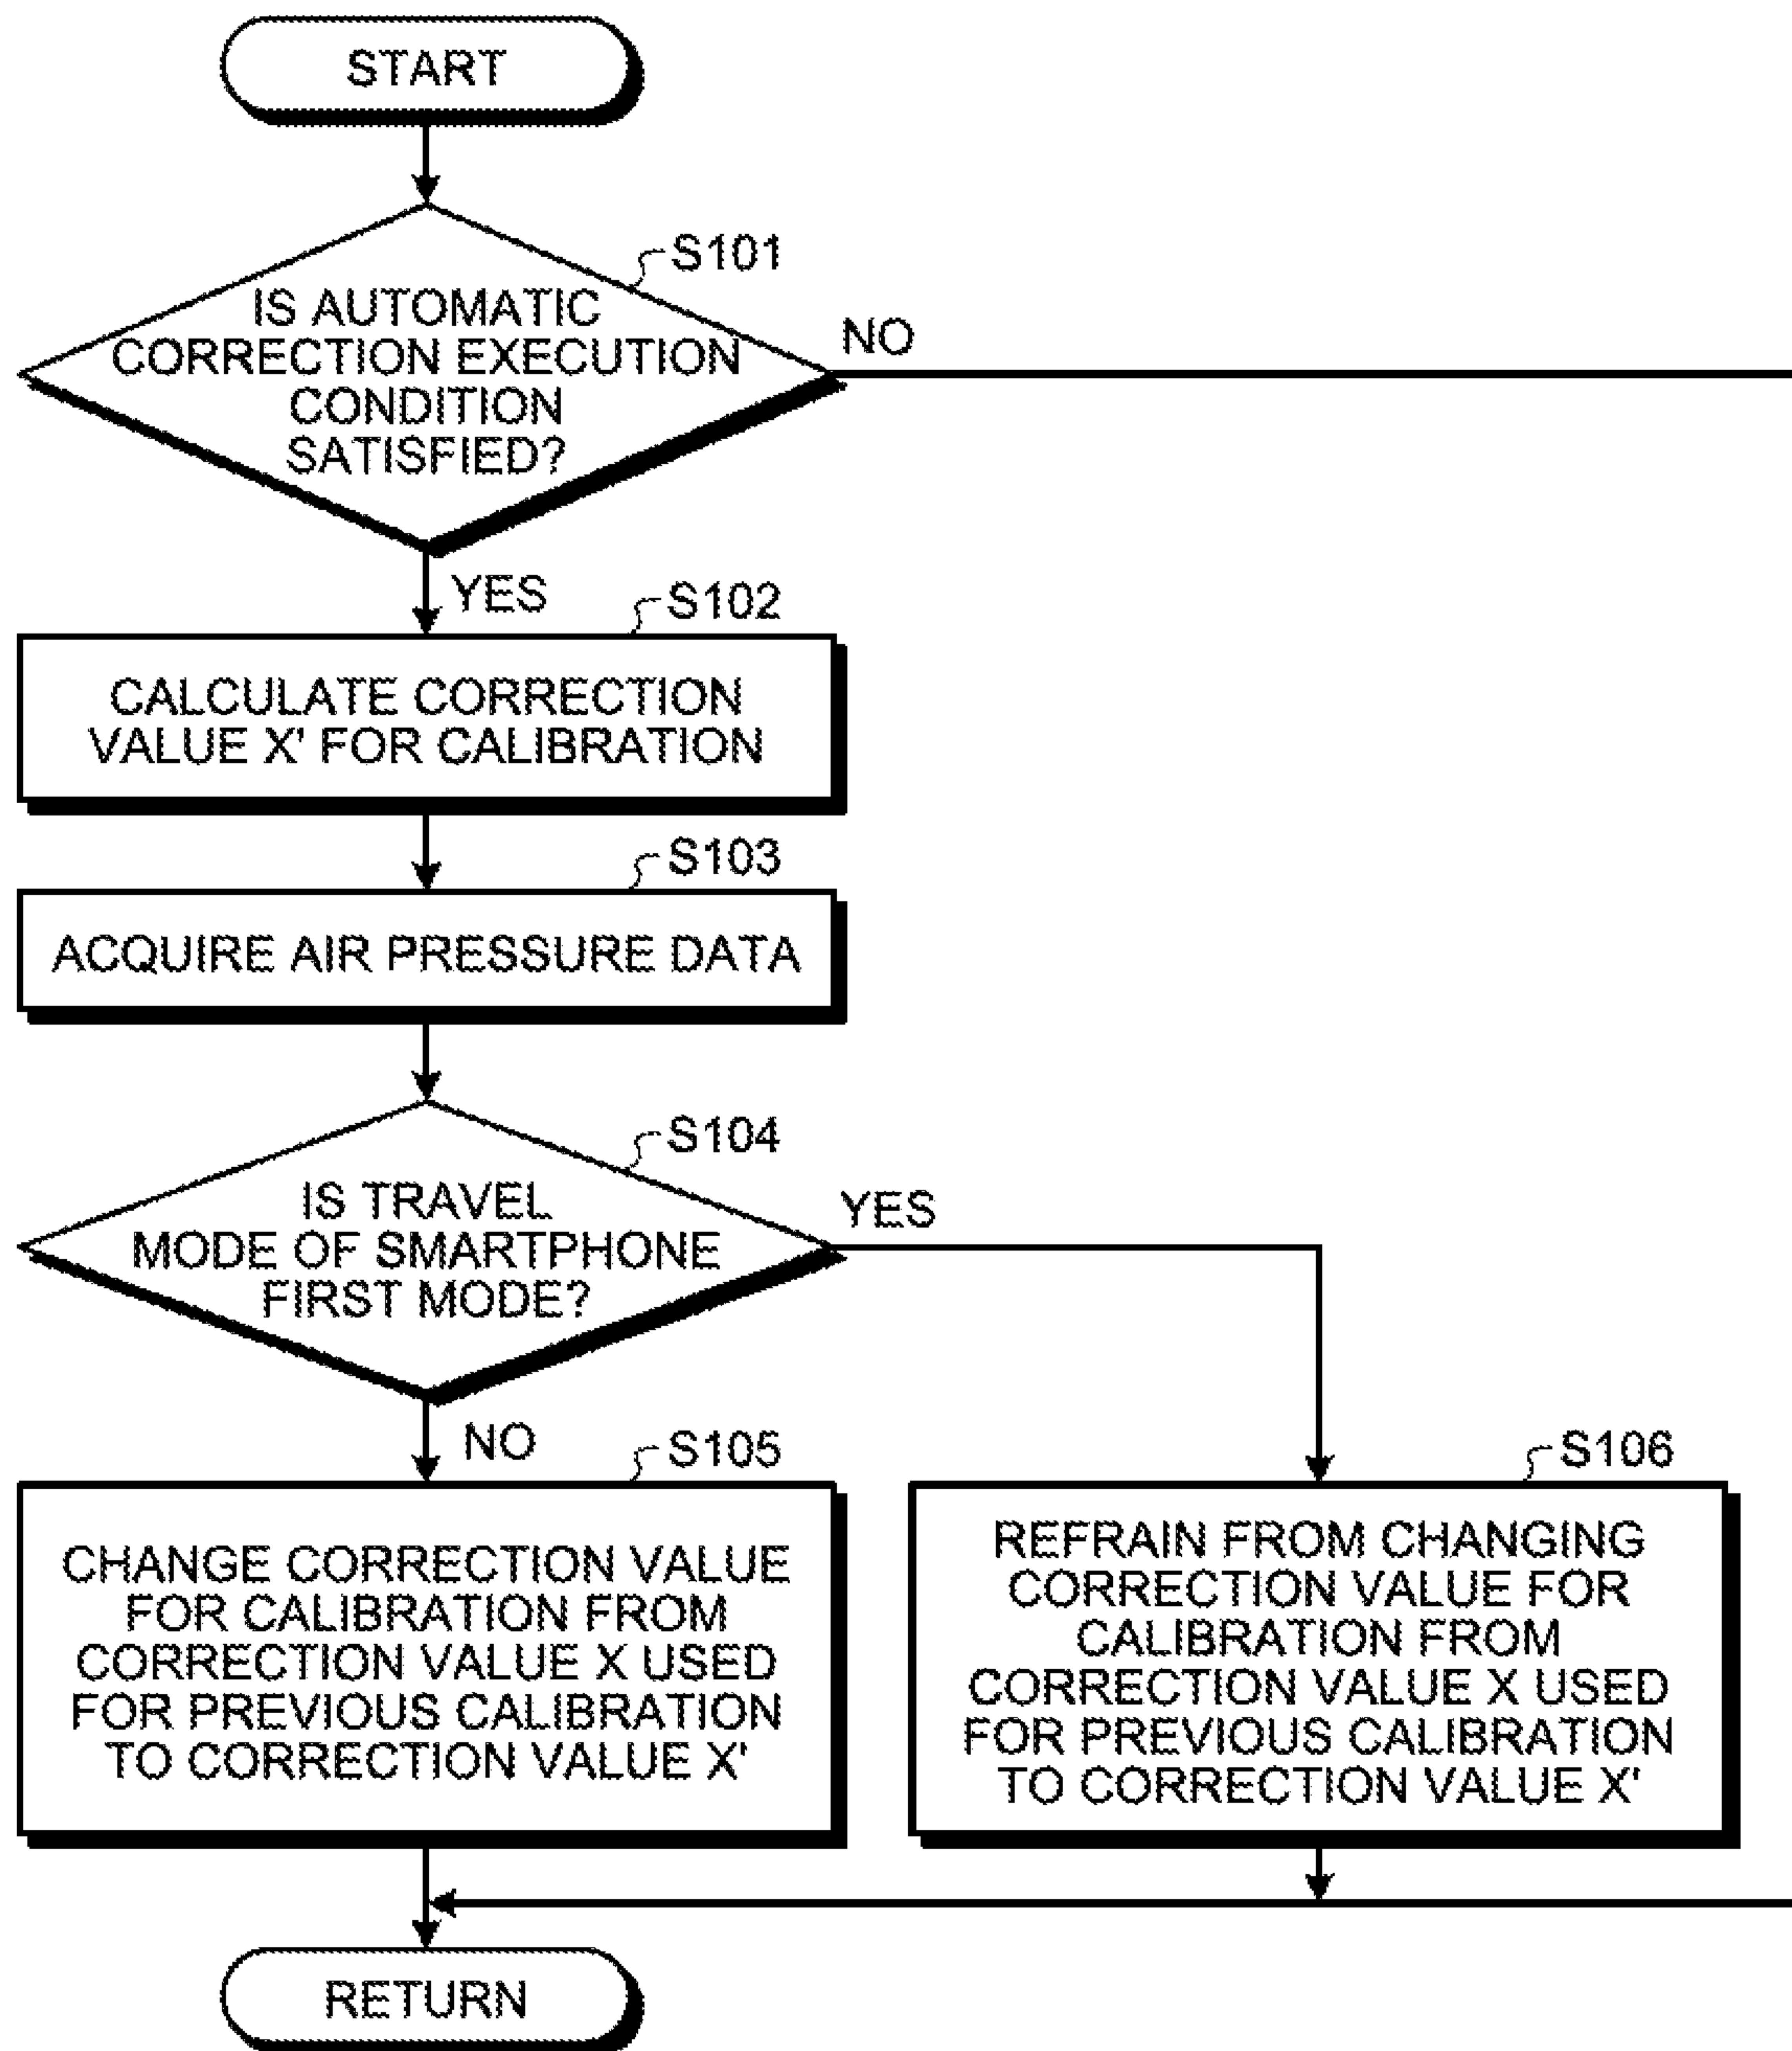 START
S101
IS AUTOMATIC
CORRECTION EXECUTION
CONDITION
SATISFIED?
NO
YES
S102
CALCULATE CORRECTION
VALUE X' FOR CALIBRATION
S103
ACQUIRE AIR PRESSURE DATA
S104
IS TRAVEL
MODE OF SMARTPHONE
FIRST MODE?
YES
NO
S105
CHANGE CORRECTION VALUE
FOR CALIBRATION FROM
CORRECTION VALUE X USED
FOR PREVIOUS CALIBRATION
TO CORRECTION VALUE X'
S106
REFRAIN FROM CHANGING
CORRECTION VALUE FOR
CALIBRATION FROM
CORRECTION VALUE X USED
FOR PREVIOUS CALIBRATION
TO CORRECTION VALUE X'
RETURN